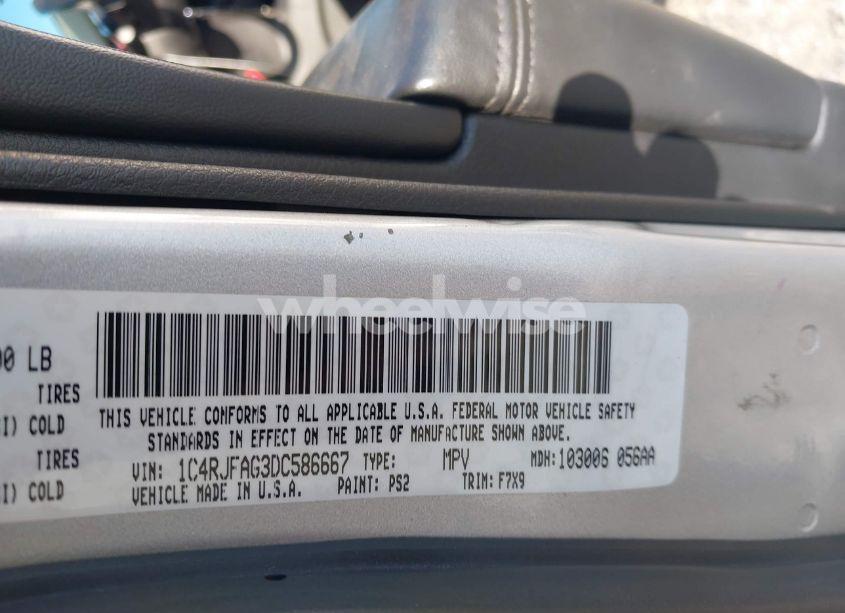 wheelwise
00 LB
TIRES
THIS VEHICLE CONFORMS TO ALL APPLICABLE U.S.A. FEDERAL MOTOR VEHICLE SAFETY
I) COLD
STANDARDS IN EFFECT ON THE DATE OF MANUFACTURE SHOWN ABOVE.
TIRES
VIN: 1C4RJFAG3DC586667 TYPE: MPV MDH:103006 056AA
I) COLD
VEHICLE MADE IN U.S.A. PAINT: PS2 TRIM: F7X9